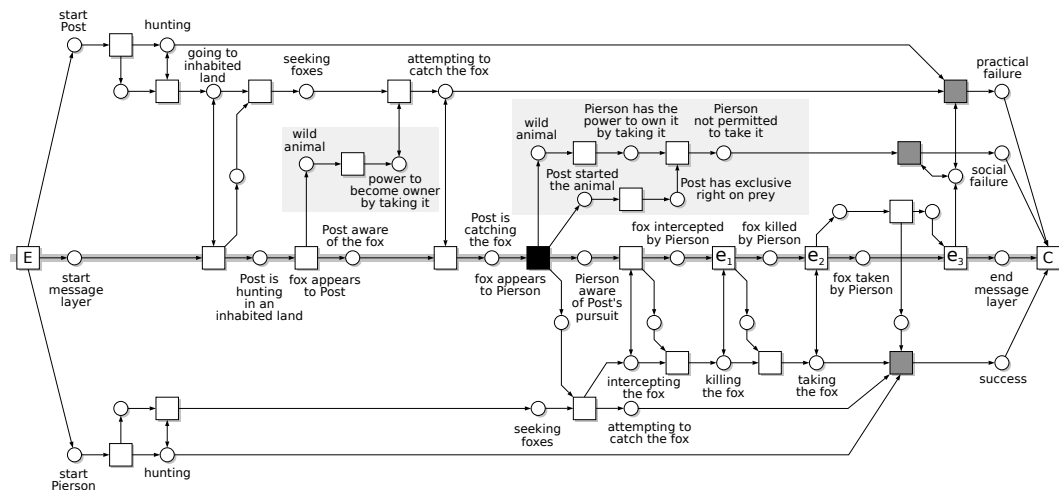 start
Post
hunting
going to
inhabited
land
seeking
foxes
attempting to
catch the fox
practical
failure
wild
animal
Pierson has the
power to own it
by taking it
Pierson
not permitted
to take it
wild
animal
power to
become owner
by taking it
Post started
the animal
Post has exclusive
right on prey
social
failure
Post aware
of the fox
Post is
catching
the fox
fox intercepted
by Pierson
fox killed
by Pierson
E
e1
e2
e3
C
start
message
layer
Post is
hunting
in an
inhabited land
fox appears
to Post
fox appears
to Pierson
Pierson
aware
of Post's
pursuit
fox taken
by Pierson
end
message
layer
intercepting
the fox
killing
the fox
taking
the fox
success
seeking
foxes
attempting to
catch the fox
start
Pierson
hunting